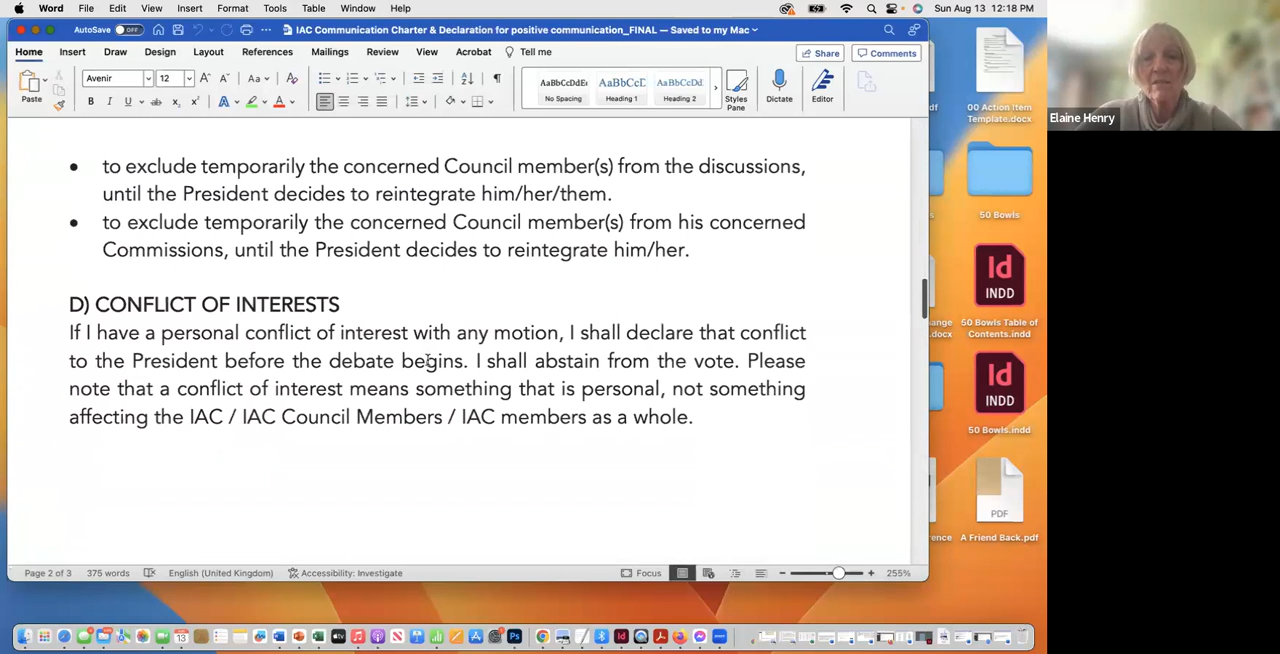 Word File Edit View Insert Format Tools Table Window Help Sun Aug 13 12:18 PM
AutoSave OFF IAC Communication Charter & Declaration for positive communication_FINAL — Saved to my Mac
Home Insert Draw Design Layout References Mailings Review View Acrobat Tell me Share Comments
Paste Avenir 12 AaBbCcDdEe AaBbCcC AaBbCcDd
No Spacing Heading 1 Heading 2 Styles Pane Dictate Editor
• to exclude temporarily the concerned Council member(s) from the discussions,
until the President decides to reintegrate him/her/them.
• to exclude temporarily the concerned Council member(s) from his concerned
Commissions, until the President decides to reintegrate him/her.
D) CONFLICT OF INTERESTS
If I have a personal conflict of interest with any motion, I shall declare that conflict
to the President before the debate begins. I shall abstain from the vote. Please
note that a conflict of interest means something that is personal, not something
affecting the IAC / IAC Council Members / IAC members as a whole.
Page 2 of 3 375 words English (United Kingdom) Accessibility: Investigate Focus 255%
00 Action Item
Template.docx
50 Bowls
Id
INDD
50 Bowls Table of
Contents.indd
Id
INDD
50 Bowls.indd
PDF
A Friend Back.pdf
Elaine Henry